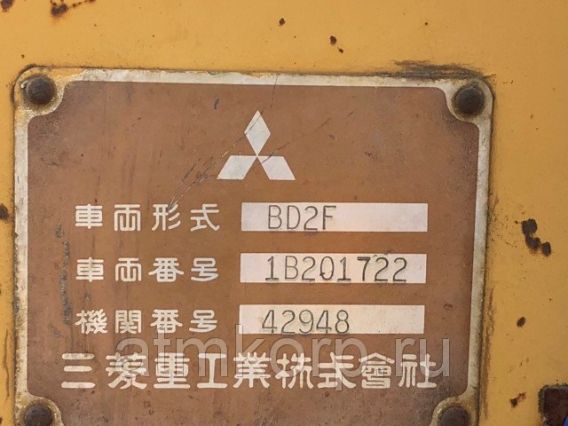 車両形式 BD2F
車両番号 1B201722
機関番号 42948
三菱重工業株式會社
atmkorp.ru